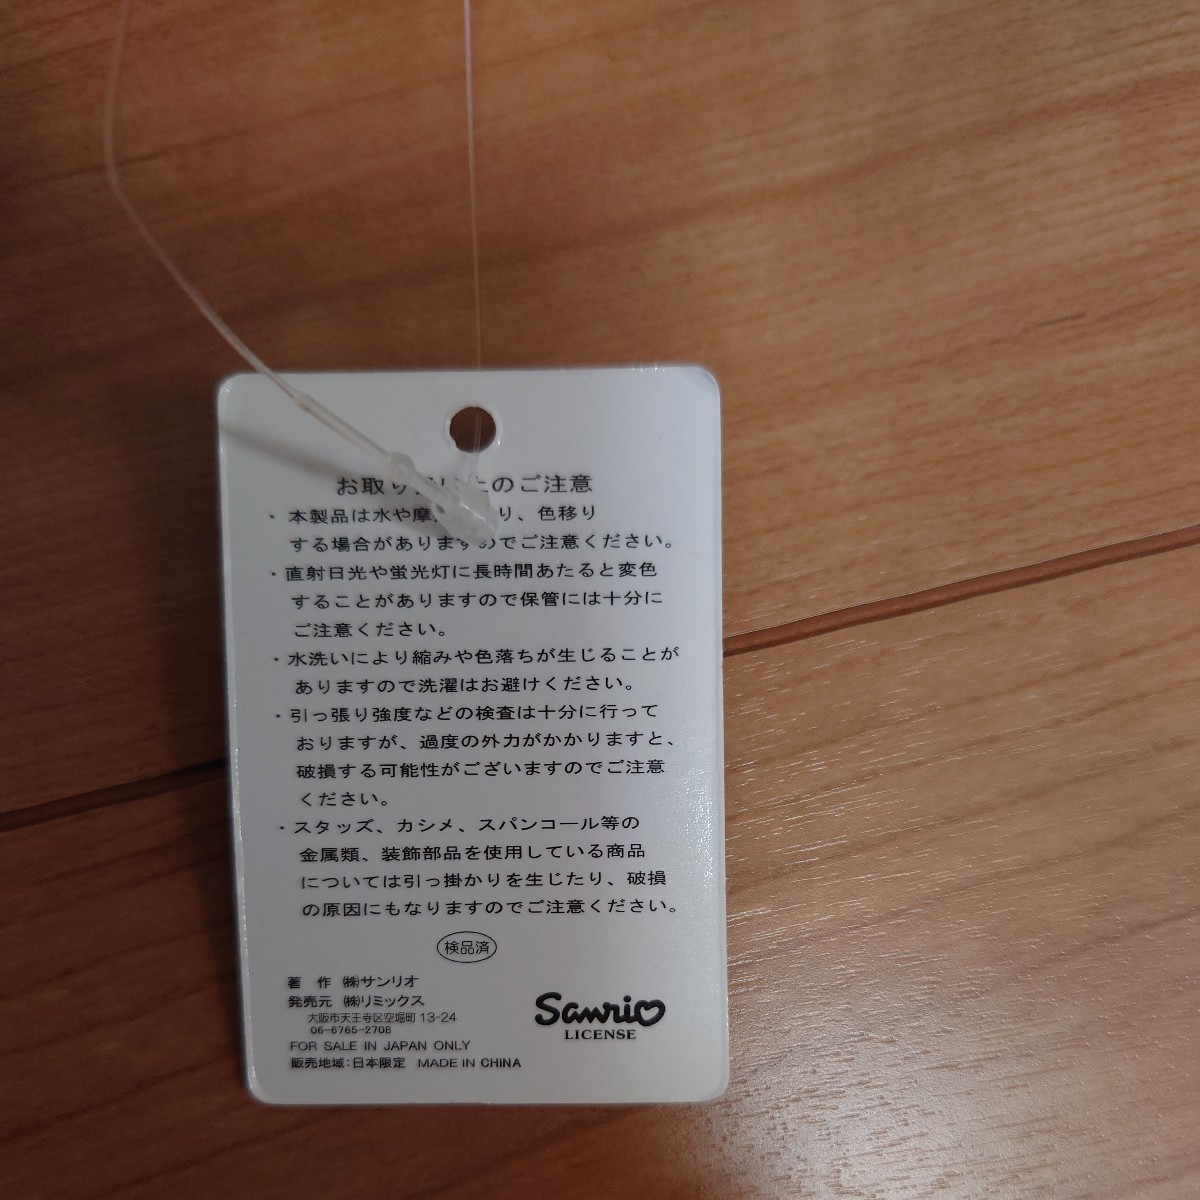 お取り 上のご注意
・本製品は水や摩 り、色移り
する場合がありますのでご注意ください。
・直射日光や蛍光灯に長時間あたると変色
することがありますので保管には十分に
ご注意ください。
・水洗いにより縮みや色落ちが生じることが
ありますので洗濯はお避けください。
・引っ張り強度などの検査は十分に行って
おりますが、過度の外力がかかりますと、
破損する可能性がございますのでご注意
ください。
・スタッズ、カシメ、スパンコール等の
金属類、装飾部品を使用している商品
については引っ掛かりを生じたり、破損
の原因にもなりますのでご注意ください。
検品済
著　作　㈱サンリオ
発売元　㈱リミックス
大阪市天王寺区空堀町 13-24
06-6765-2708
FOR SALE IN JAPAN ONLY
販売地域:日本限定　MADE IN CHINA
Sanrio
LICENSE